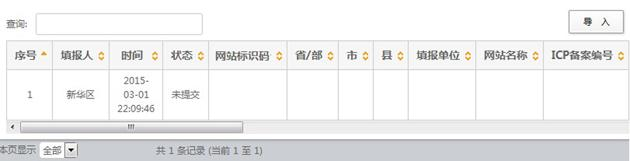 查询:
导 入
序号 填报人 时间 状态 网站标识码 省/部 市 县 填报单位 网站名称 ICP备案编号
1 新华区 2015-03-01 22:09:46 未提交
本页显示 全部 共 1 条记录 (当前 1 至 1)